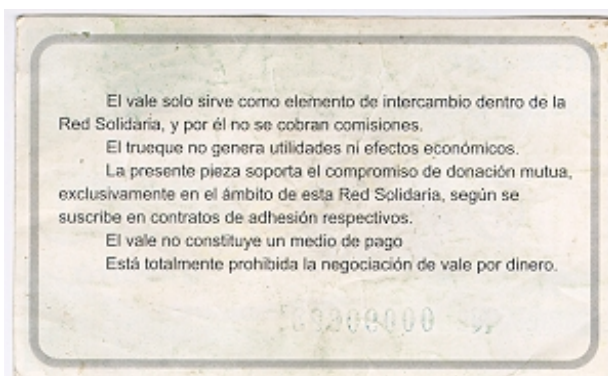 El vale solo sirve como elemento de intercambio dentro de la
Red Solidaria, y por él no se cobran comisiones.
El trueque no genera utilidades ni efectos económicos.
La presente pieza soporta el compromiso de donación mutua,
exclusivamente en el ámbito de esta Red Solidaria, según se
suscribe en contratos de adhesión respectivos.
El vale no constituye un medio de pago
Está totalmente prohibida la negociación de vale por dinero.